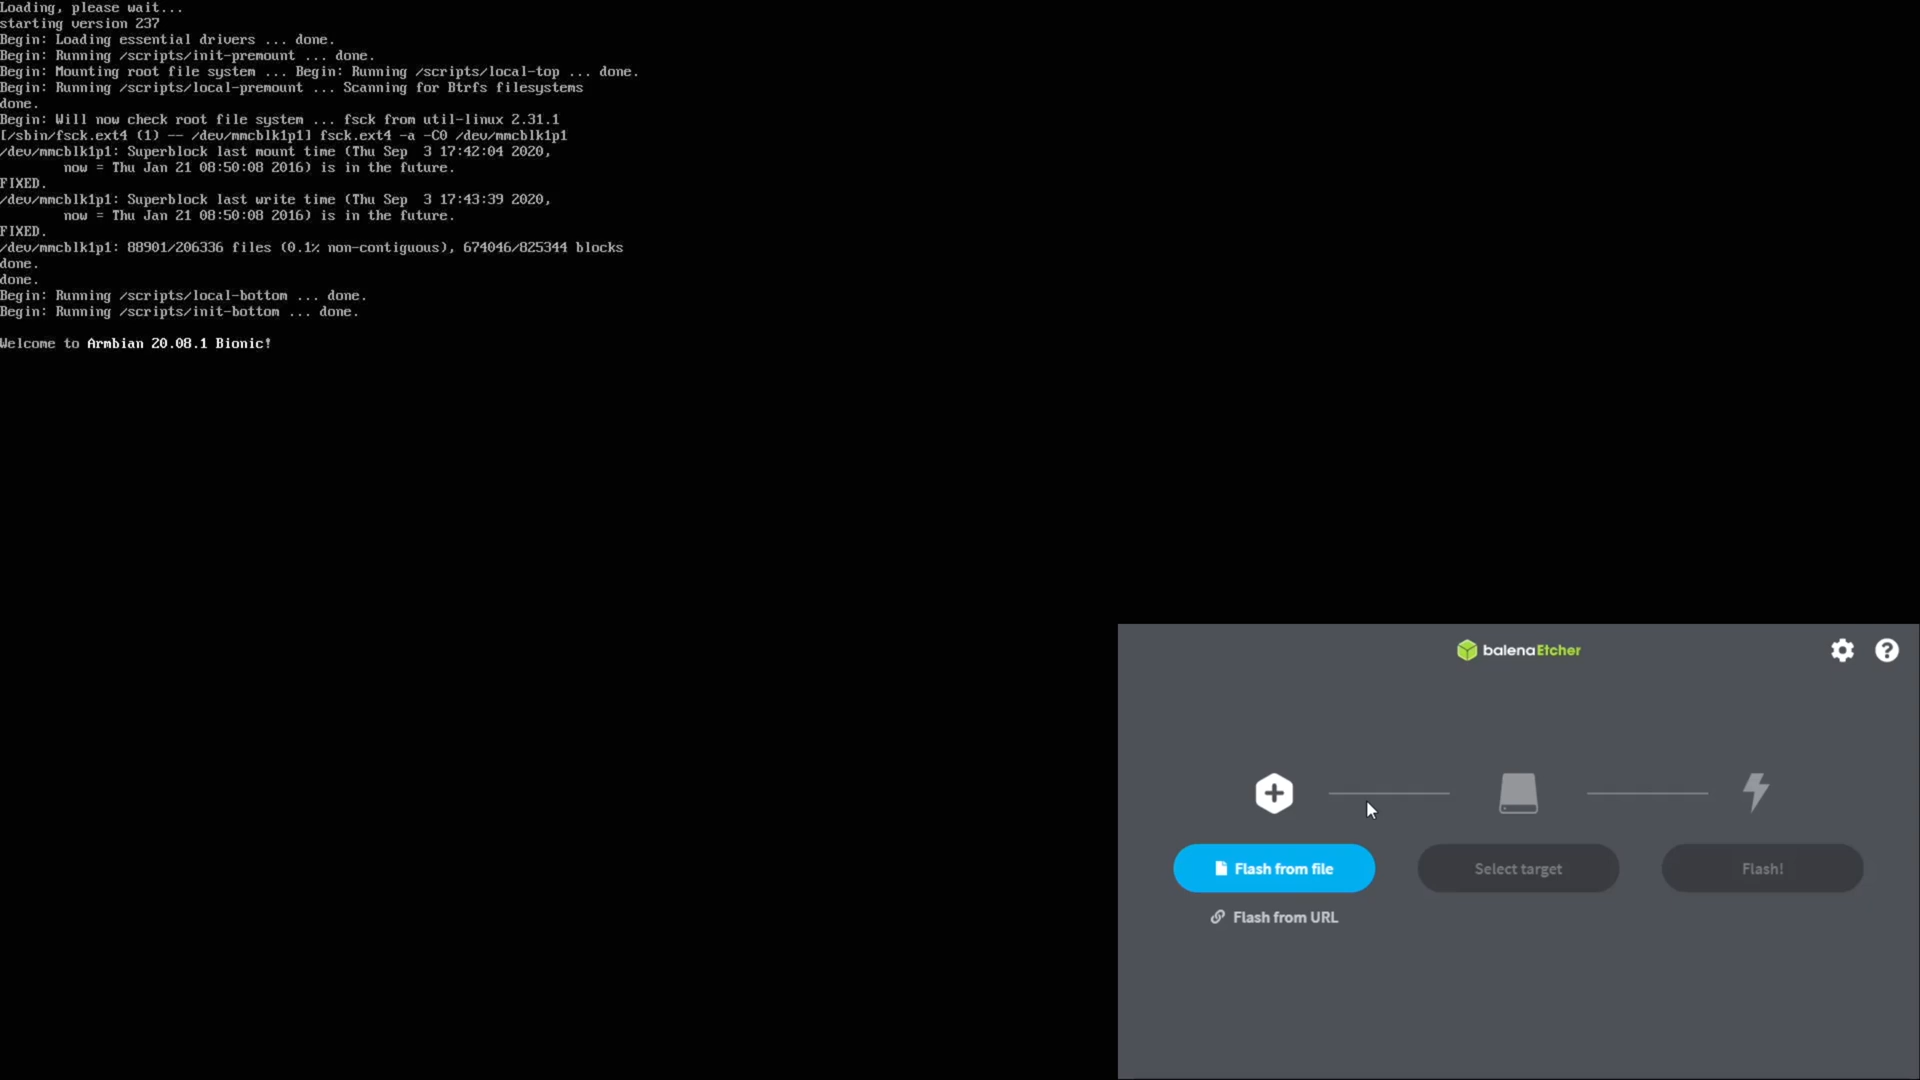 Loading, please wait...
starting version 237
Begin: Loading essential drivers ... done.
Begin: Running /scripts/init-premount ... done.
Begin: Mounting root file system ... Begin: Running /scripts/local-top ... done.
Begin: Running /scripts/local-premount ... Scanning for Btrfs filesystems
done.
Begin: Will now check root file system ... fsck from util-linux 2.31.1
[/sbin/fsck.ext4 (1) -- /dev/mmcblk1p1] fsck.ext4 -a -C0 /dev/mmcblk1p1
/dev/mmcblk1p1: Superblock last mount time (Thu Sep  3 17:42:04 2020,
        now = Thu Jan 21 08:50:08 2016) is in the future.
FIXED.
/dev/mmcblk1p1: Superblock last write time (Thu Sep  3 17:43:39 2020,
        now = Thu Jan 21 08:50:08 2016) is in the future.
FIXED.
/dev/mmcblk1p1: 88901/206336 files (0.1% non-contiguous), 674046/825344 blocks
done.
done.
Begin: Running /scripts/local-bottom ... done.
Begin: Running /scripts/init-bottom ... done.
Welcome to Armbian 20.08.1 Bionic!
balenaEtcher
Flash from file
Select target
Flash!
Flash from URL